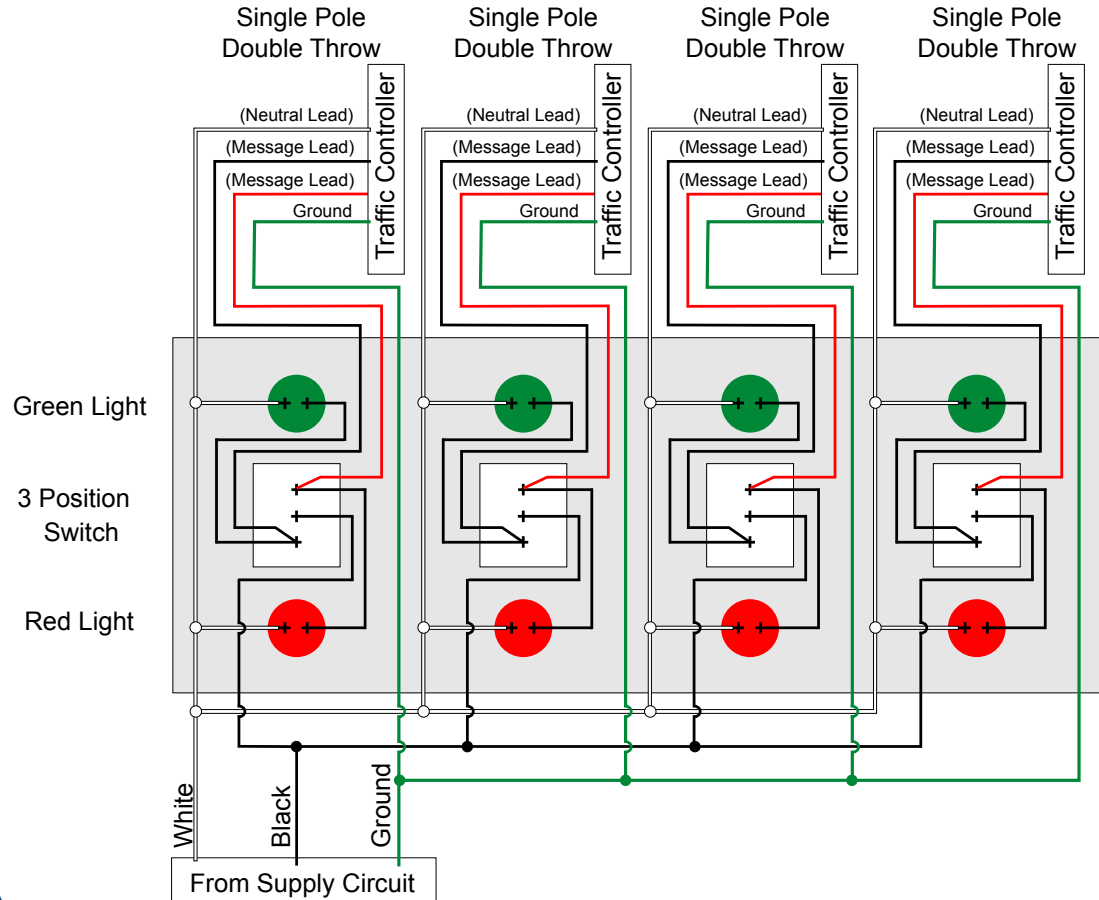 Single Pole
Double Throw
Single Pole
Double Throw
Single Pole
Double Throw
Single Pole
Double Throw
Traffic Controller
(Neutral Lead)
(Message Lead)
(Message Lead)
Ground
Traffic Controller
(Neutral Lead)
(Message Lead)
(Message Lead)
Ground
Traffic Controller
(Neutral Lead)
(Message Lead)
(Message Lead)
Ground
Traffic Controller
(Neutral Lead)
(Message Lead)
(Message Lead)
Ground
Green Light
3 Position
Switch
Red Light
White
Black
Ground
From Supply Circuit